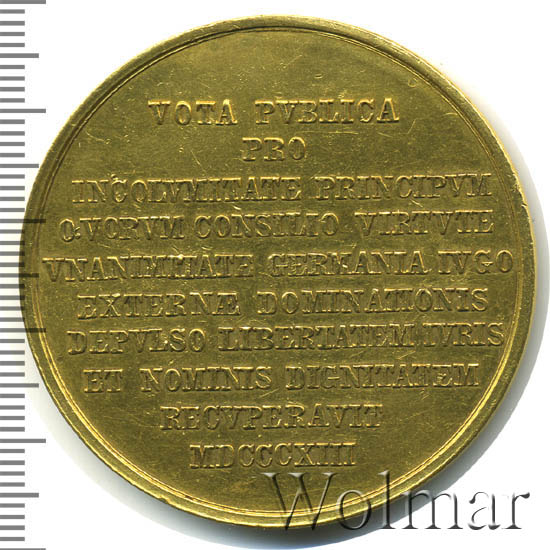 VOTA PVBLICA
PRO
INCOLVMITATE PRINCIPVM
QVORVM CONSILIO VIRTVTE
VNANIMITATE GERMANIA IVGO
EXTERNÆ DOMINATIONIS
DEPVLSO LIBERTATEM IVRIS
ET NOMINIS DIGNITATEM
RECVPERAVIT
MDCCCXIII
Wolmar